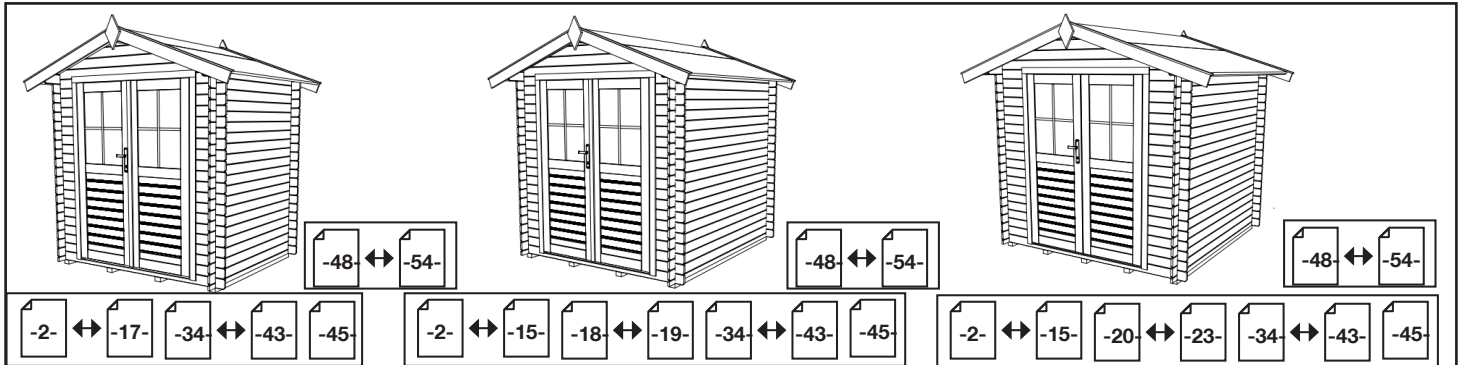 -48- ↔ -54-
-48- ↔ -54-
-48- ↔ -54-
-2- ↔ -17- -34- ↔ -43- -45-
-2- ↔ -15- -18- ↔ -19- -34- ↔ -43- -45-
-2- ↔ -15- -20- ↔ -23- -34- ↔ -43- -45-